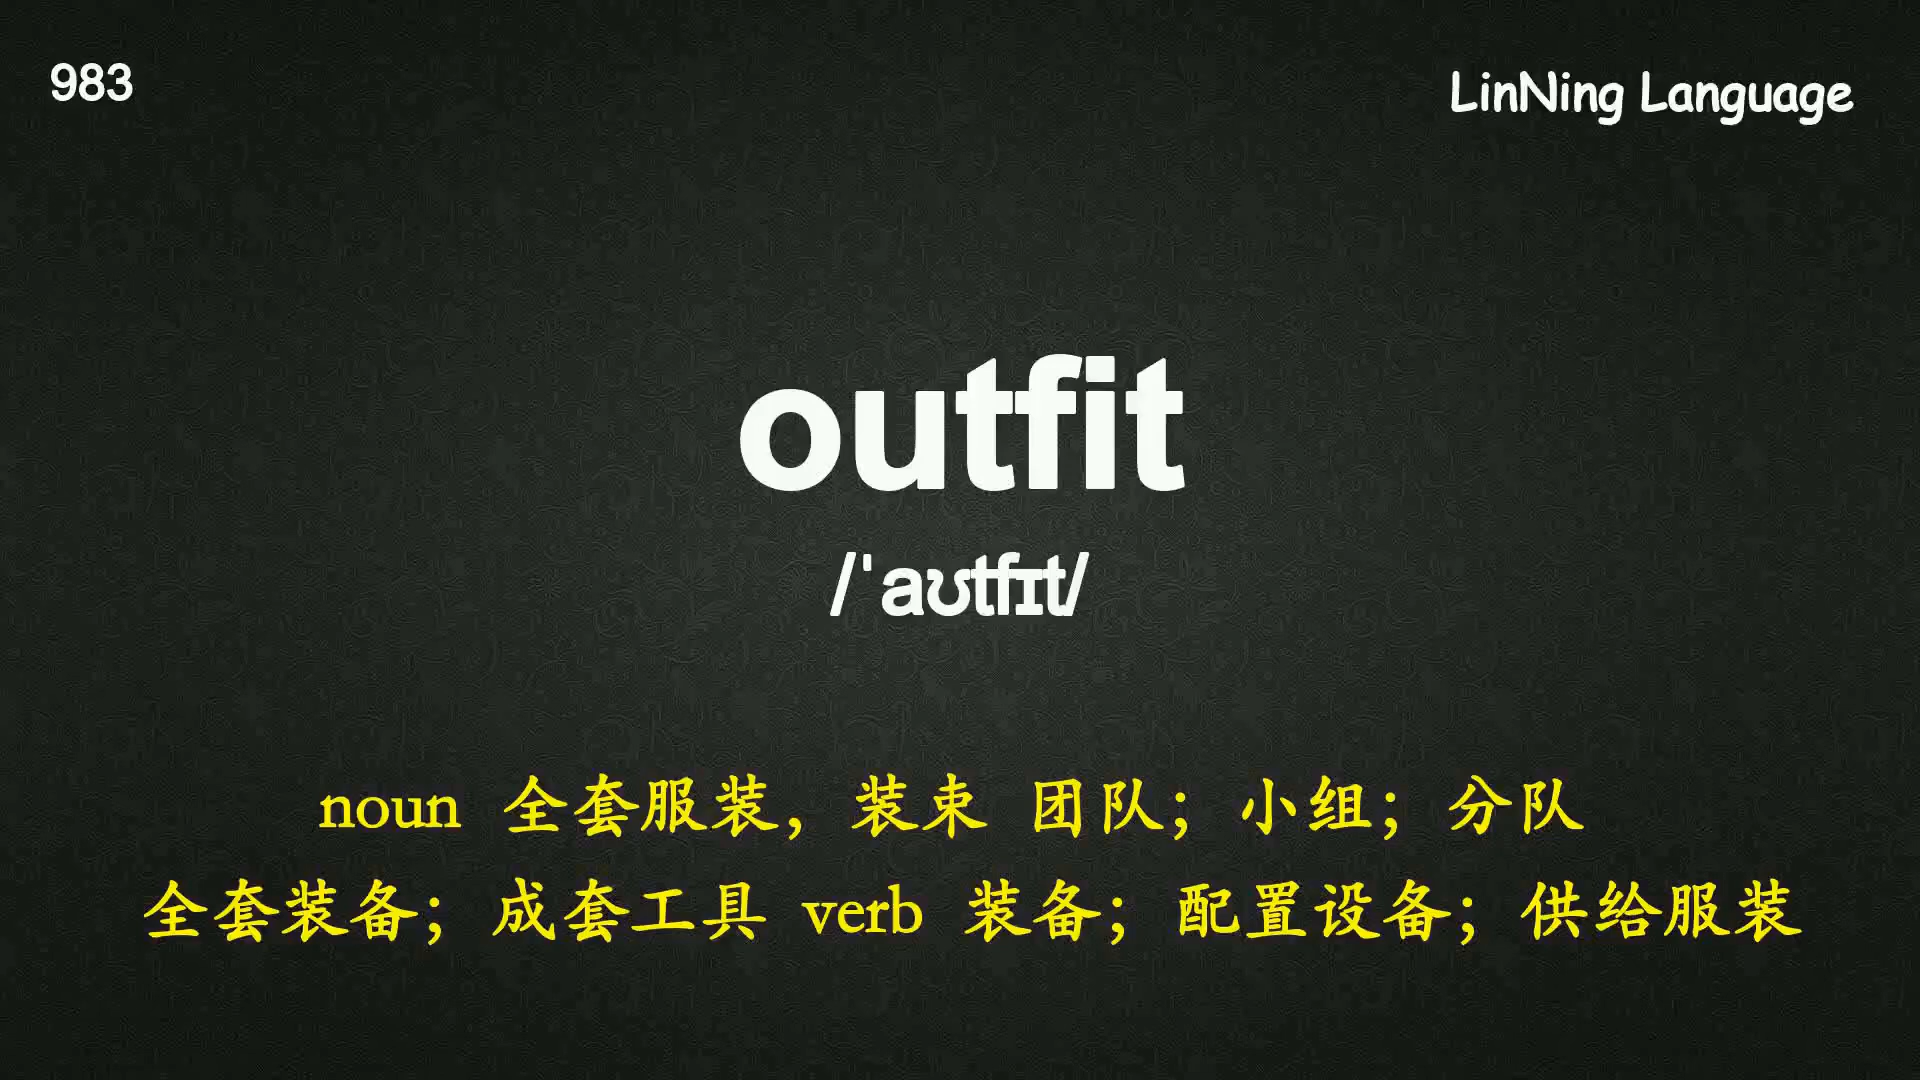 983
LinNing Language
outfit
/ˈaʊtfɪt/
noun 全套服装，装束 团队；小组；分队
全套装备；成套工具 verb 装备；配置设备；供给服装